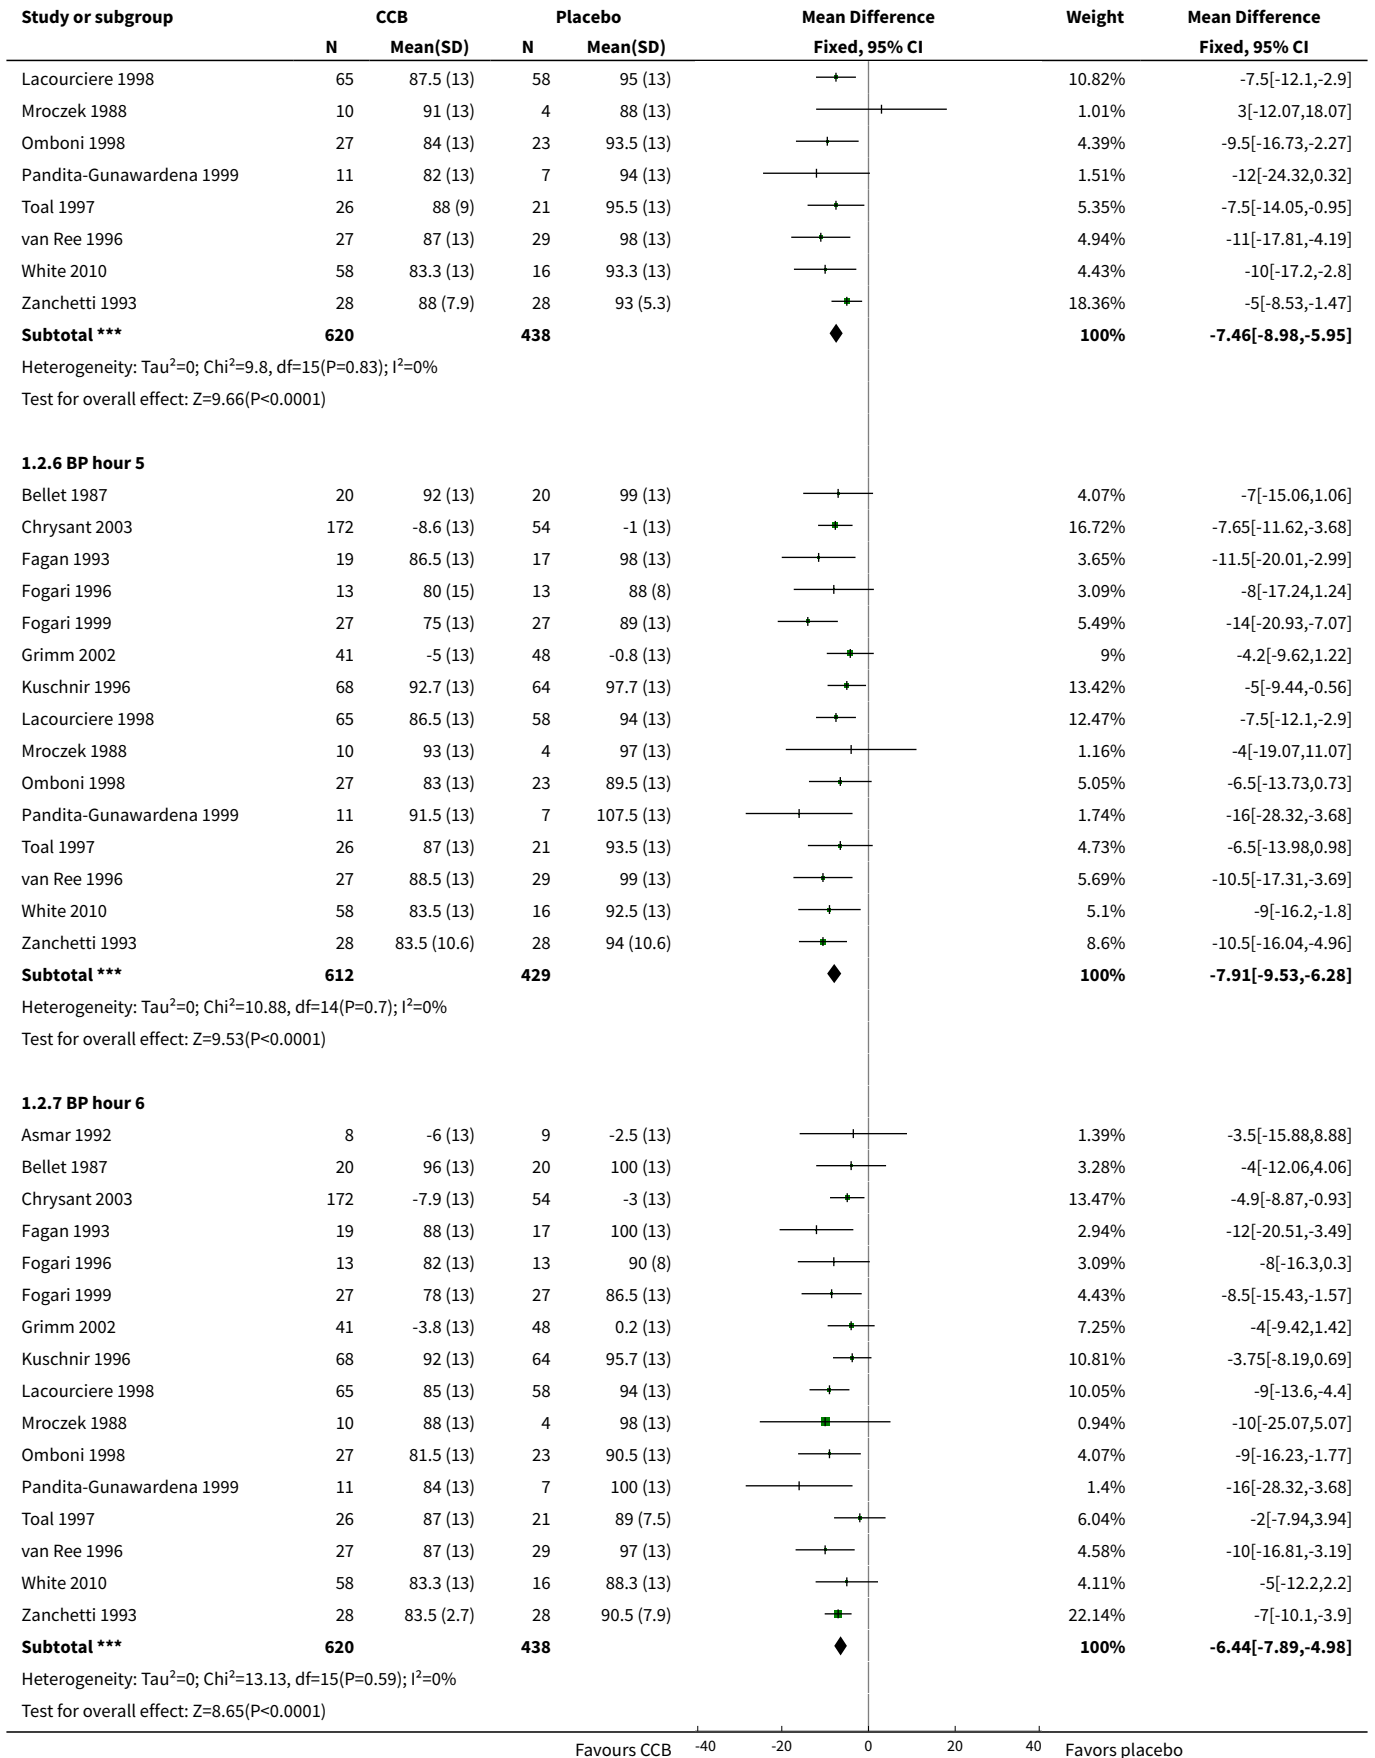 Study or subgroup CCB Placebo Mean Difference Weight Mean Difference
N Mean(SD) N Mean(SD) Fixed, 95% CI Fixed, 95% CI
Lacourciere 1998 65 87.5 (13) 58 95 (13) 10.82% -7.5[-12.1,-2.9]
Mroczek 1988 10 91 (13) 4 88 (13) 1.01% 3[-12.07,18.07]
Omboni 1998 27 84 (13) 23 93.5 (13) 4.39% -9.5[-16.73,-2.27]
Pandita-Gunawardena 1999 11 82 (13) 7 94 (13) 1.51% -12[-24.32,0.32]
Toal 1997 26 88 (9) 21 95.5 (13) 5.35% -7.5[-14.05,-0.95]
van Ree 1996 27 87 (13) 29 98 (13) 4.94% -11[-17.81,-4.19]
White 2010 58 83.3 (13) 16 93.3 (13) 4.43% -10[-17.2,-2.8]
Zanchetti 1993 28 88 (7.9) 28 93 (5.3) 18.36% -5[-8.53,-1.47]
Subtotal *** 620 438 100% -7.46[-8.98,-5.95]
Heterogeneity: Tau²=0; Chi²=9.8, df=15(P=0.83); I²=0%
Test for overall effect: Z=9.66(P<0.0001)
1.2.6 BP hour 5
Bellet 1987 20 92 (13) 20 99 (13) 4.07% -7[-15.06,1.06]
Chrysant 2003 172 -8.6 (13) 54 -1 (13) 16.72% -7.65[-11.62,-3.68]
Fagan 1993 19 86.5 (13) 17 98 (13) 3.65% -11.5[-20.01,-2.99]
Fogari 1996 13 80 (15) 13 88 (8) 3.09% -8[-17.24,1.24]
Fogari 1999 27 75 (13) 27 89 (13) 5.49% -14[-20.93,-7.07]
Grimm 2002 41 -5 (13) 48 -0.8 (13) 9% -4.2[-9.62,1.22]
Kuschnir 1996 68 92.7 (13) 64 97.7 (13) 13.42% -5[-9.44,-0.56]
Lacourciere 1998 65 86.5 (13) 58 94 (13) 12.47% -7.5[-12.1,-2.9]
Mroczek 1988 10 93 (13) 4 97 (13) 1.16% -4[-19.07,11.07]
Omboni 1998 27 83 (13) 23 89.5 (13) 5.05% -6.5[-13.73,0.73]
Pandita-Gunawardena 1999 11 91.5 (13) 7 107.5 (13) 1.74% -16[-28.32,-3.68]
Toal 1997 26 87 (13) 21 93.5 (13) 4.73% -6.5[-13.98,0.98]
van Ree 1996 27 88.5 (13) 29 99 (13) 5.69% -10.5[-17.31,-3.69]
White 2010 58 83.5 (13) 16 92.5 (13) 5.1% -9[-16.2,-1.8]
Zanchetti 1993 28 83.5 (10.6) 28 94 (10.6) 8.6% -10.5[-16.04,-4.96]
Subtotal *** 612 429 100% -7.91[-9.53,-6.28]
Heterogeneity: Tau²=0; Chi²=10.88, df=14(P=0.7); I²=0%
Test for overall effect: Z=9.53(P<0.0001)
1.2.7 BP hour 6
Asmar 1992 8 -6 (13) 9 -2.5 (13) 1.39% -3.5[-15.88,8.88]
Bellet 1987 20 96 (13) 20 100 (13) 3.28% -4[-12.06,4.06]
Chrysant 2003 172 -7.9 (13) 54 -3 (13) 13.47% -4.9[-8.87,-0.93]
Fagan 1993 19 88 (13) 17 100 (13) 2.94% -12[-20.51,-3.49]
Fogari 1996 13 82 (13) 13 90 (8) 3.09% -8[-16.3,0.3]
Fogari 1999 27 78 (13) 27 86.5 (13) 4.43% -8.5[-15.43,-1.57]
Grimm 2002 41 -3.8 (13) 48 0.2 (13) 7.25% -4[-9.42,1.42]
Kuschnir 1996 68 92 (13) 64 95.7 (13) 10.81% -3.75[-8.19,0.69]
Lacourciere 1998 65 85 (13) 58 94 (13) 10.05% -9[-13.6,-4.4]
Mroczek 1988 10 88 (13) 4 98 (13) 0.94% -10[-25.07,5.07]
Omboni 1998 27 81.5 (13) 23 90.5 (13) 4.07% -9[-16.23,-1.77]
Pandita-Gunawardena 1999 11 84 (13) 7 100 (13) 1.4% -16[-28.32,-3.68]
Toal 1997 26 87 (13) 21 89 (7.5) 6.04% -2[-7.94,3.94]
van Ree 1996 27 87 (13) 29 97 (13) 4.58% -10[-16.81,-3.19]
White 2010 58 83.3 (13) 16 88.3 (13) 4.11% -5[-12.2,2.2]
Zanchetti 1993 28 83.5 (2.7) 28 90.5 (7.9) 22.14% -7[-10.1,-3.9]
Subtotal *** 620 438 100% -6.44[-7.89,-4.98]
Heterogeneity: Tau²=0; Chi²=13.13, df=15(P=0.59); I²=0%
Test for overall effect: Z=8.65(P<0.0001)
Favours CCB -40 -20 0 20 40 Favors placebo